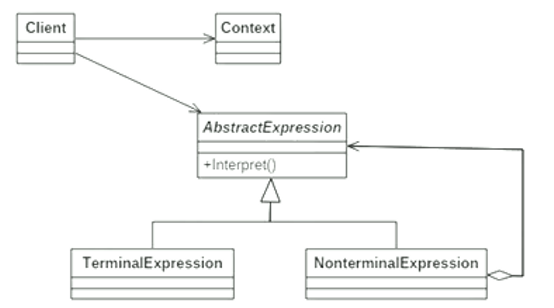 Client
Context
AbstractExpression
+Interpret()
TerminalExpression
NonterminalExpression